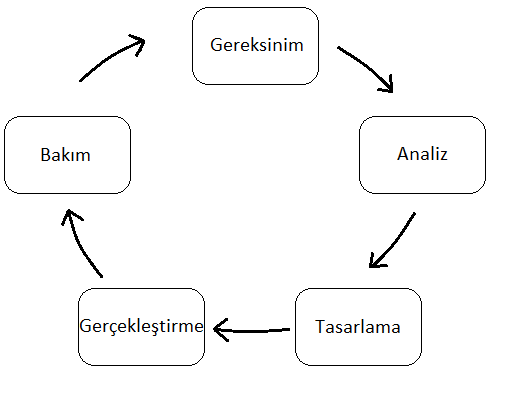 Gereksinim
Analiz
Tasarlama
Gerçekleştirme
Bakım